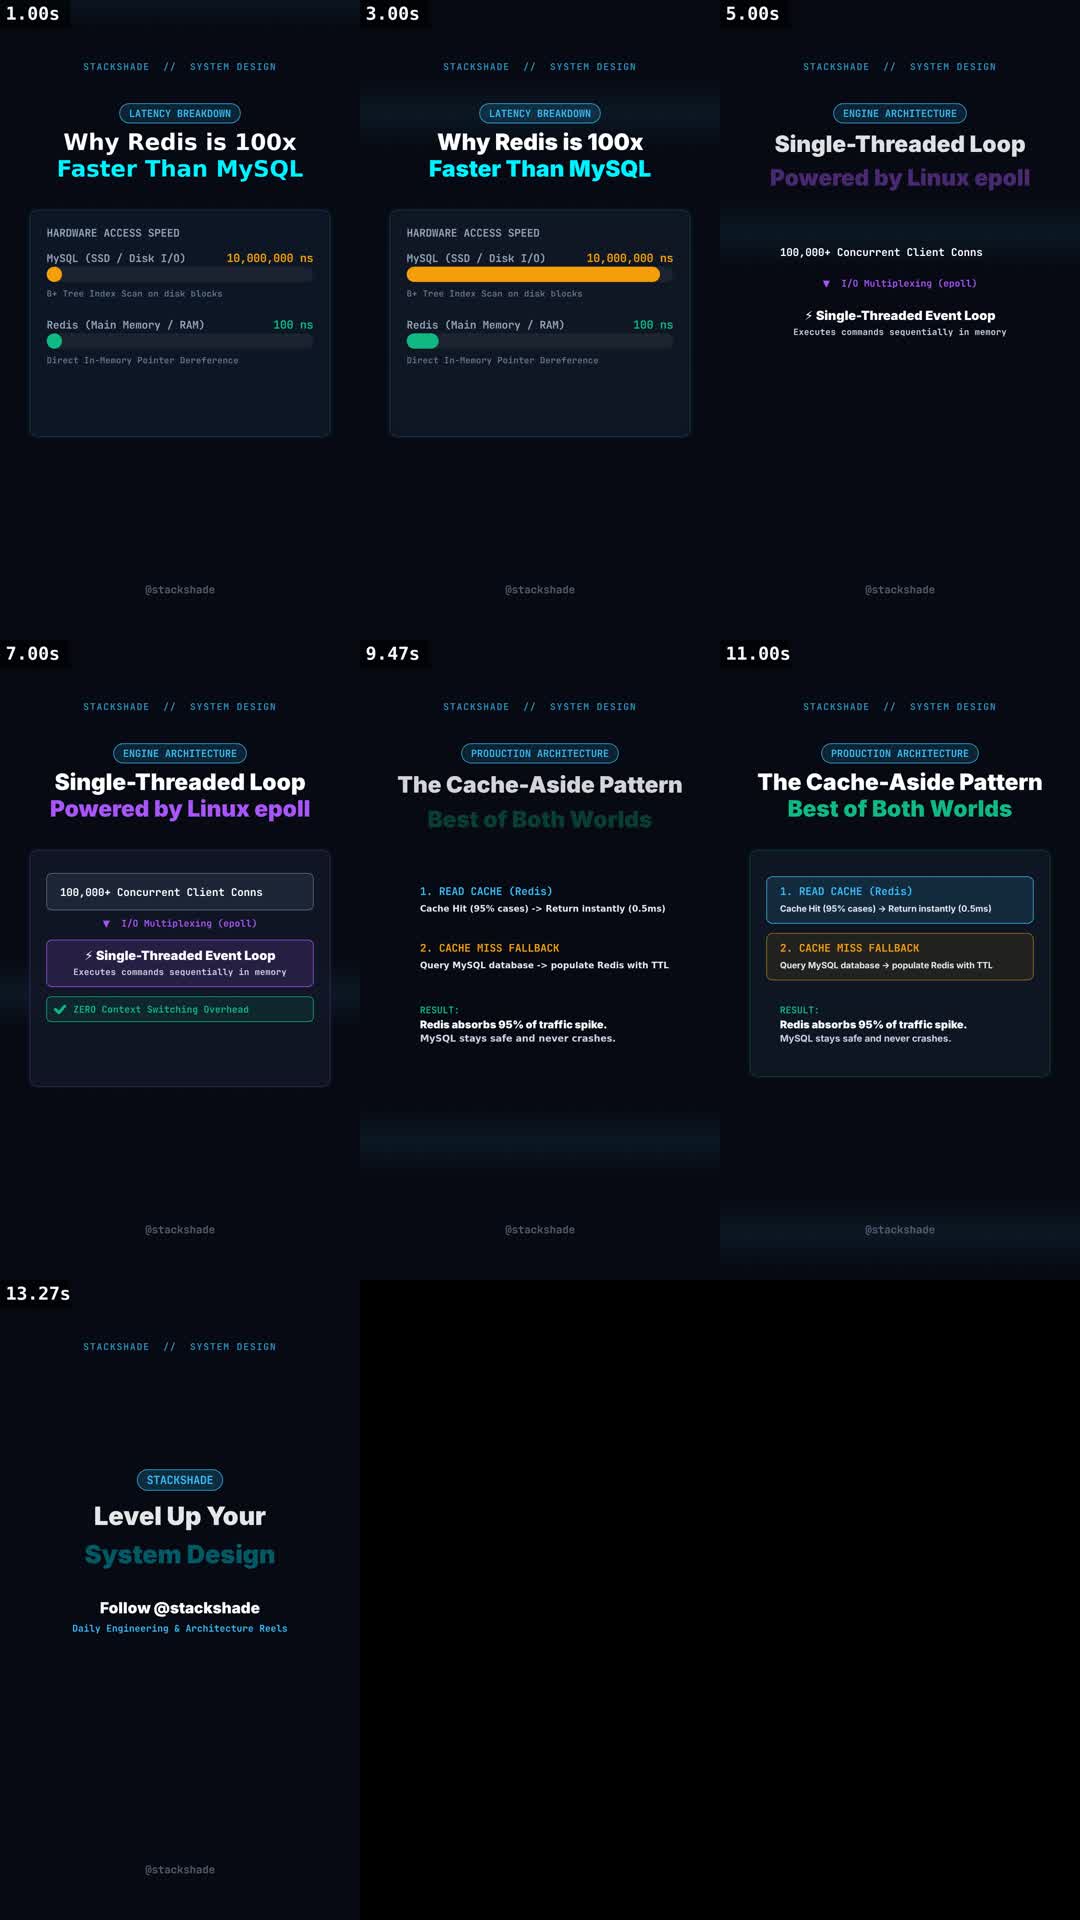 1.00s
STACKSHADE // SYSTEM DESIGN
LATENCY BREAKDOWN
Why Redis is 100x
Faster Than MySQL
HARDWARE ACCESS SPEED
MySQL (SSD / Disk I/O) 10,000,000 ns
B+ Tree Index Scan on disk blocks
Redis (Main Memory / RAM) 100 ns
Direct In-Memory Pointer Dereference
@stackshade
3.00s
STACKSHADE // SYSTEM DESIGN
LATENCY BREAKDOWN
Why Redis is 100x
Faster Than MySQL
HARDWARE ACCESS SPEED
MySQL (SSD / Disk I/O) 10,000,000 ns
B+ Tree Index Scan on disk blocks
Redis (Main Memory / RAM) 100 ns
Direct In-Memory Pointer Dereference
@stackshade
5.00s
STACKSHADE // SYSTEM DESIGN
ENGINE ARCHITECTURE
Single-Threaded Loop
Powered by Linux epoll
100,000+ Concurrent Client Conns
▼ I/O Multiplexing (epoll)
⚡ Single-Threaded Event Loop
Executes commands sequentially in memory
@stackshade
7.00s
STACKSHADE // SYSTEM DESIGN
ENGINE ARCHITECTURE
Single-Threaded Loop
Powered by Linux epoll
100,000+ Concurrent Client Conns
▼ I/O Multiplexing (epoll)
⚡ Single-Threaded Event Loop
Executes commands sequentially in memory
✔ ZERO Context Switching Overhead
@stackshade
9.47s
STACKSHADE // SYSTEM DESIGN
PRODUCTION ARCHITECTURE
The Cache-Aside Pattern
Best of Both Worlds
1. READ CACHE (Redis)
Cache Hit (95% cases) -> Return instantly (0.5ms)
2. CACHE MISS FALLBACK
Query MySQL database -> populate Redis with TTL
RESULT:
Redis absorbs 95% of traffic spike.
MySQL stays safe and never crashes.
@stackshade
11.00s
STACKSHADE // SYSTEM DESIGN
PRODUCTION ARCHITECTURE
The Cache-Aside Pattern
Best of Both Worlds
1. READ CACHE (Redis)
Cache Hit (95% cases) → Return instantly (0.5ms)
2. CACHE MISS FALLBACK
Query MySQL database → populate Redis with TTL
RESULT:
Redis absorbs 95% of traffic spike.
MySQL stays safe and never crashes.
@stackshade
13.27s
STACKSHADE // SYSTEM DESIGN
STACKSHADE
Level Up Your
System Design
Follow @stackshade
Daily Engineering & Architecture Reels
@stackshade